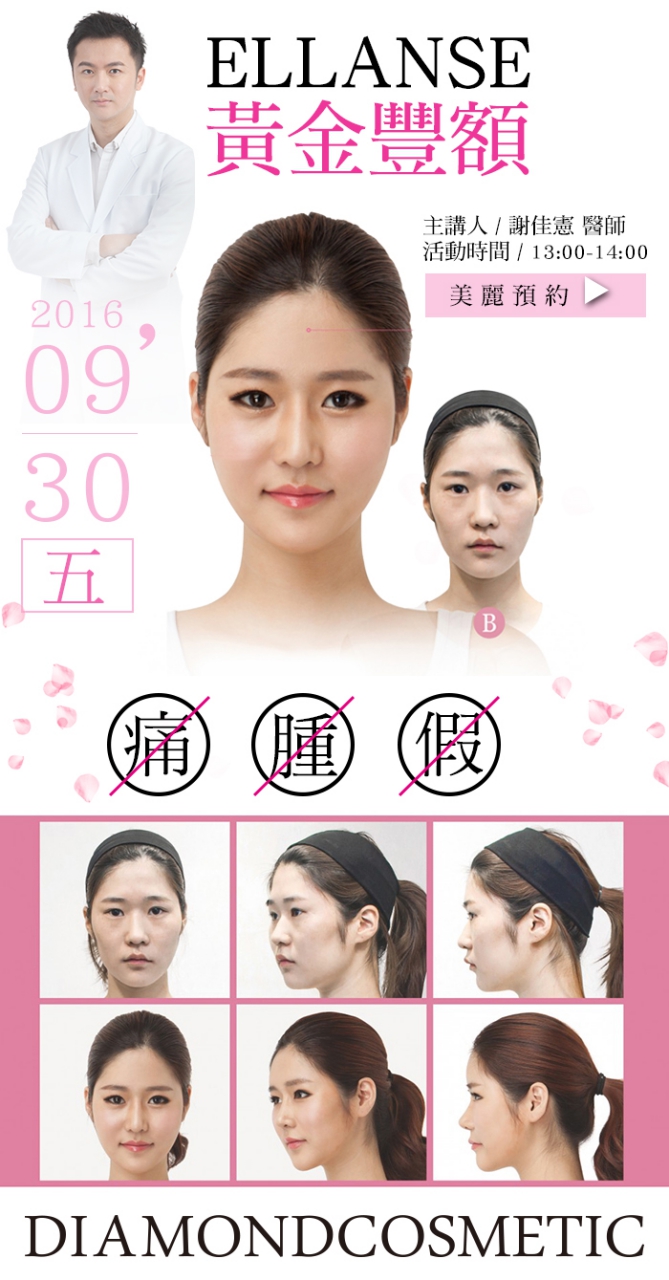 ELLANSE
黃金豐額
主講人 / 謝佳憲 醫師
活動時間 / 13:00-14:00
美麗預約
2016,
09
30
五
B
痛 腫 假
DIAMONDCOSMETIC